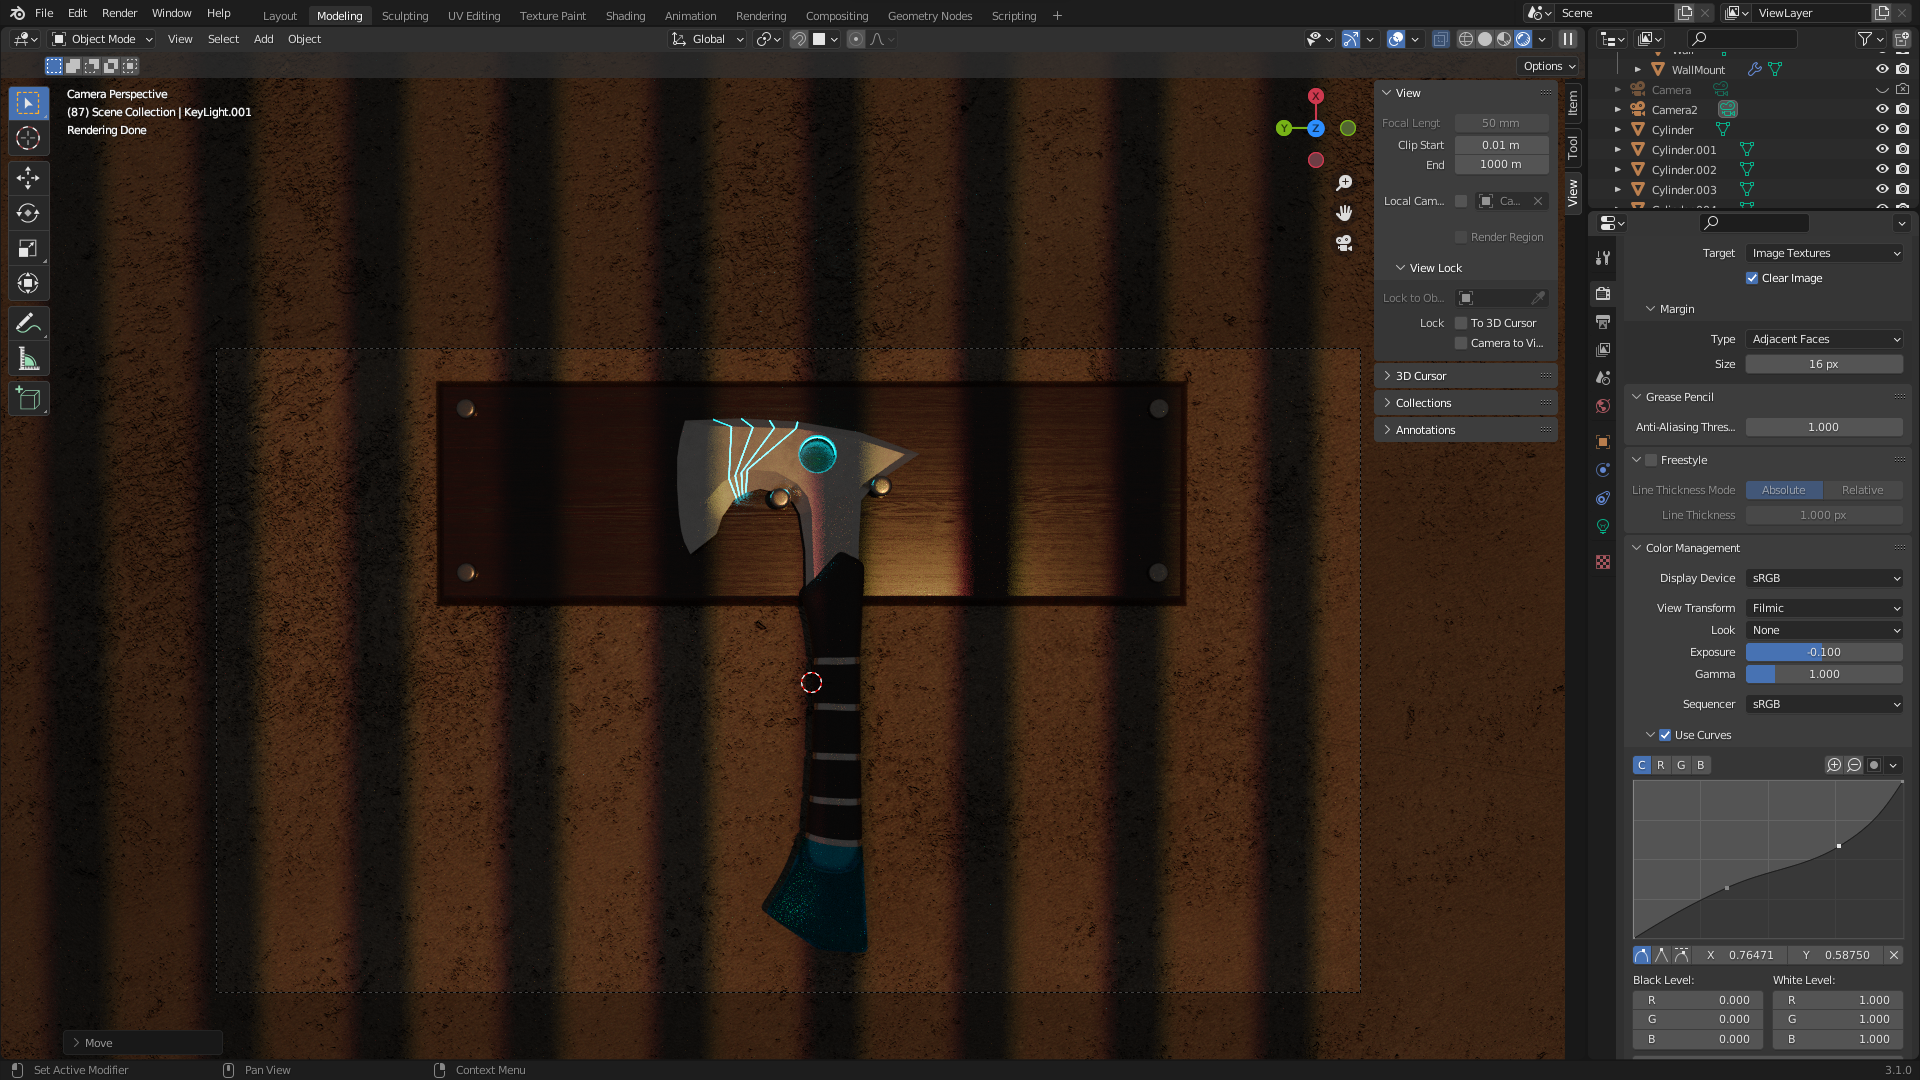 File Edit Render Window Help Layout Modeling Sculpting UV Editing Texture Paint Shading Animation Rendering Compositing Geometry Nodes Scripting + Scene ViewLayer
Object Mode View Select Add Object Global
Options
Camera Perspective
(87) Scene Collection | KeyLight.001
Rendering Done
X
Y
Z
View
Focal Lengt 50 mm
Clip Start 0.01 m
End 1000 m
Local Cam... Ca...
Render Region
View Lock
Lock to Ob...
Lock To 3D Cursor
Camera to Vi...
3D Cursor
Collections
Annotations
Item
Tool
View
WallMount
Camera
Camera2
Cylinder
Cylinder.001
Cylinder.002
Cylinder.003
Target Image Textures
Clear Image
Margin
Type Adjacent Faces
Size 16 px
Grease Pencil
Anti-Aliasing Thres... 1.000
Freestyle
Line Thickness Mode Absolute Relative
Line Thickness 1.000 px
Color Management
Display Device sRGB
View Transform Filmic
Look None
Exposure -0.100
Gamma 1.000
Sequencer sRGB
Use Curves
C R G B
X 0.76471 Y 0.58750
Black Level: White Level:
R 0.000 R 1.000
G 0.000 G 1.000
B 0.000 B 1.000
Move
Set Active Modifier Pan View Context Menu 3.1.0